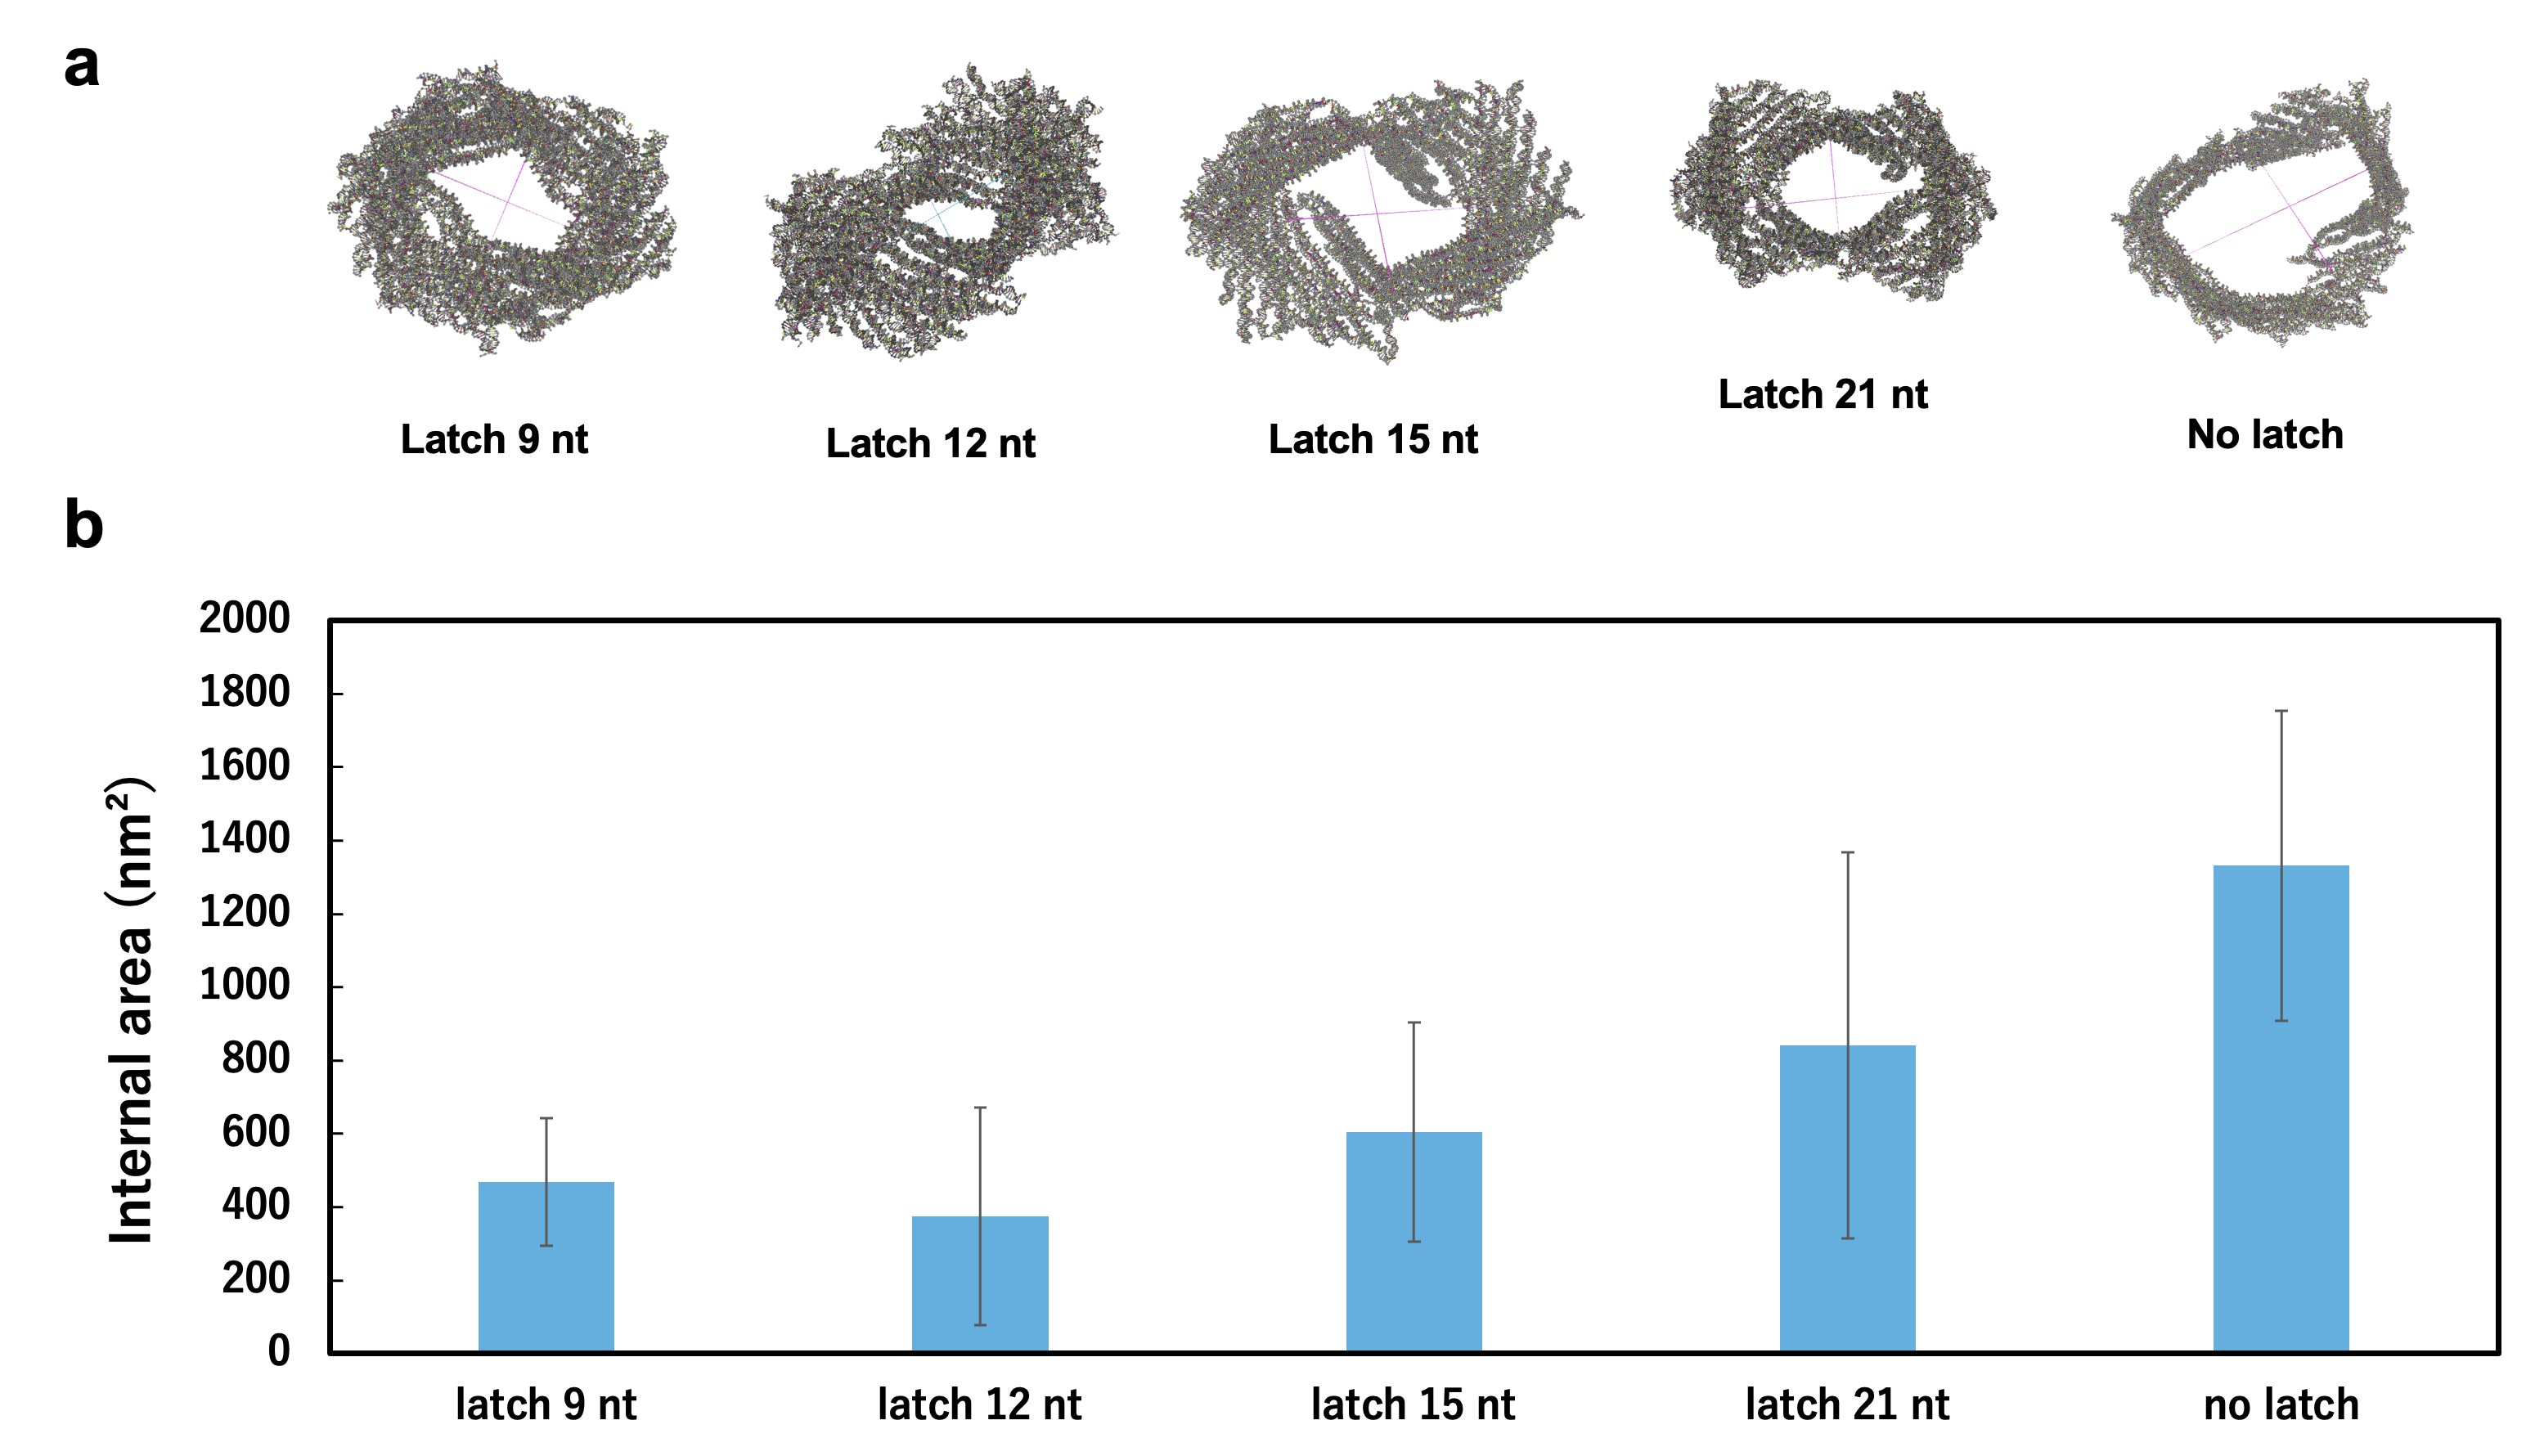 a
Latch 9 nt
Latch 12 nt
Latch 15 nt
Latch 21 nt
No latch
b
Internal area (nm²)
2000
1800
1600
1400
1200
1000
800
600
400
200
0
latch 9 nt
latch 12 nt
latch 15 nt
latch 21 nt
no latch